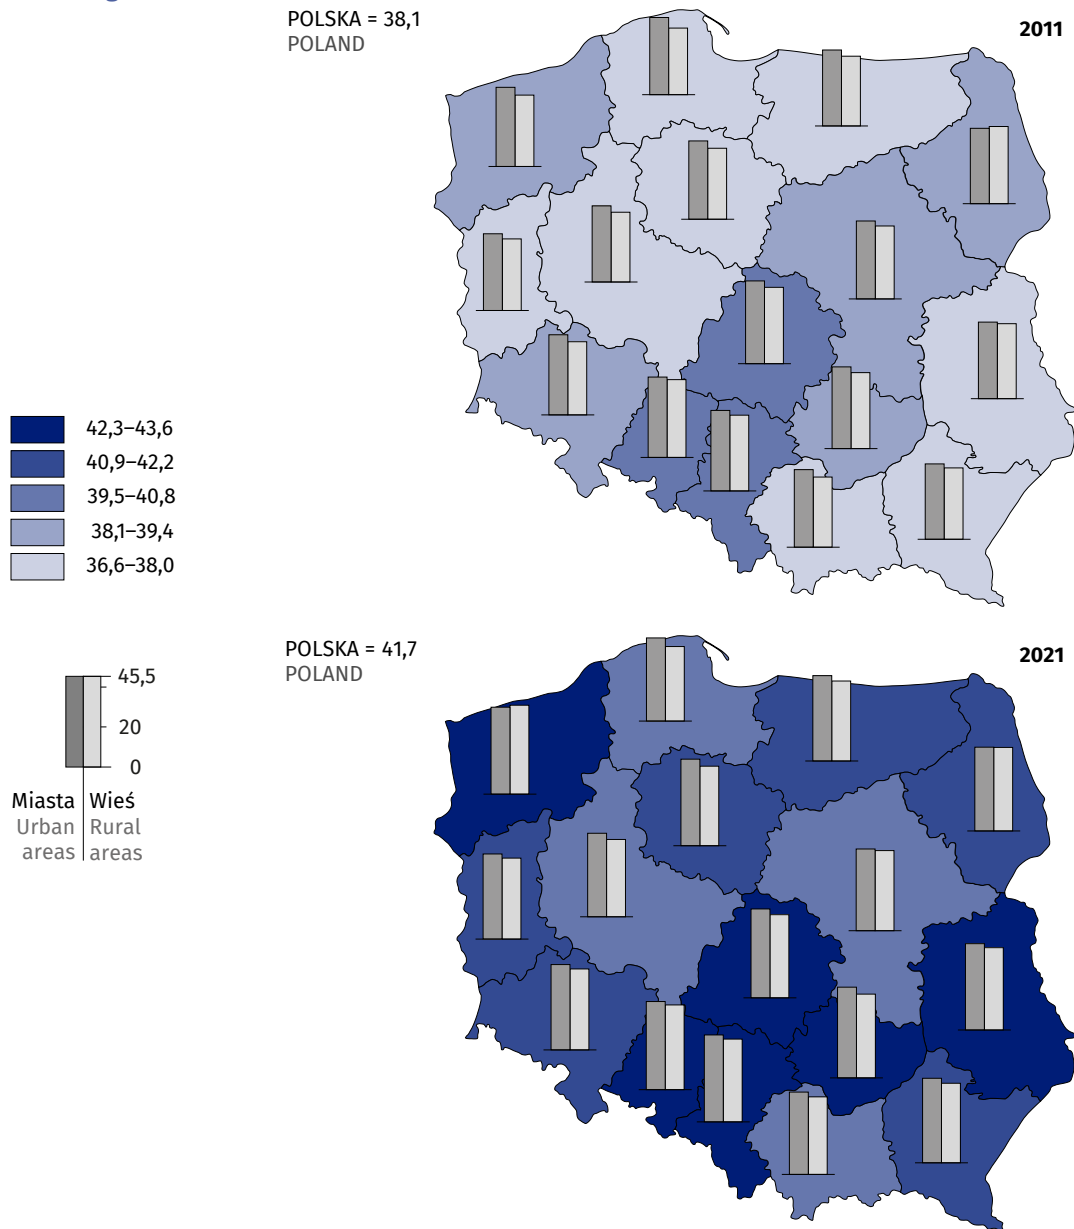 POLSKA = 38,1
POLAND
2011
42,3–43,6
40,9–42,2
39,5–40,8
38,1–39,4
36,6–38,0
POLSKA = 41,7
POLAND
2021
45,5
20
0
Miasta Wieś
Urban Rural
areas areas